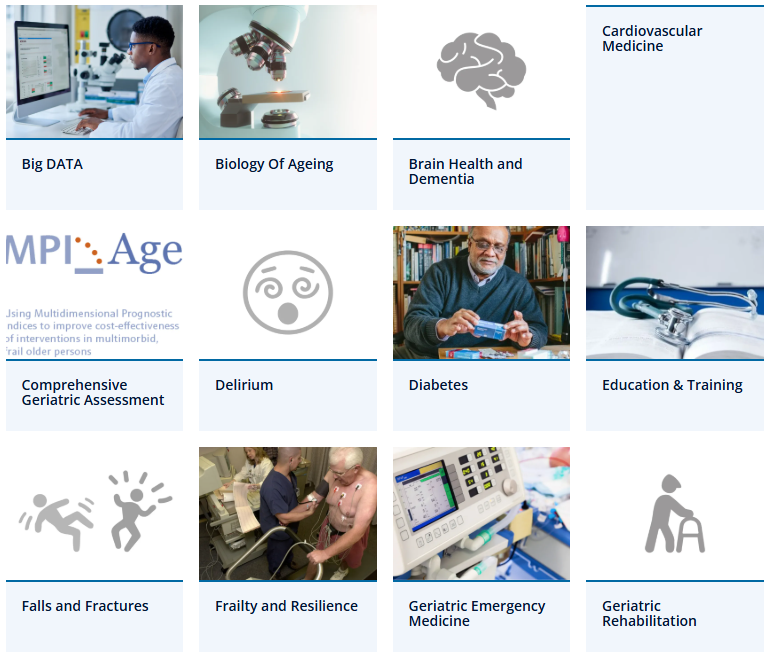 Big DATA
Biology Of Ageing
Brain Health and
Dementia
Cardiovascular
Medicine
MPI Age
Using Multidimensional Prognostic
ndices to improve cost-effectiveness
of interventions in multimorbid,
frail older persons
Comprehensive
Geriatric Assessment
Delirium
Diabetes
Education & Training
Falls and Fractures
Frailty and Resilience
Geriatric Emergency
Medicine
Geriatric
Rehabilitation